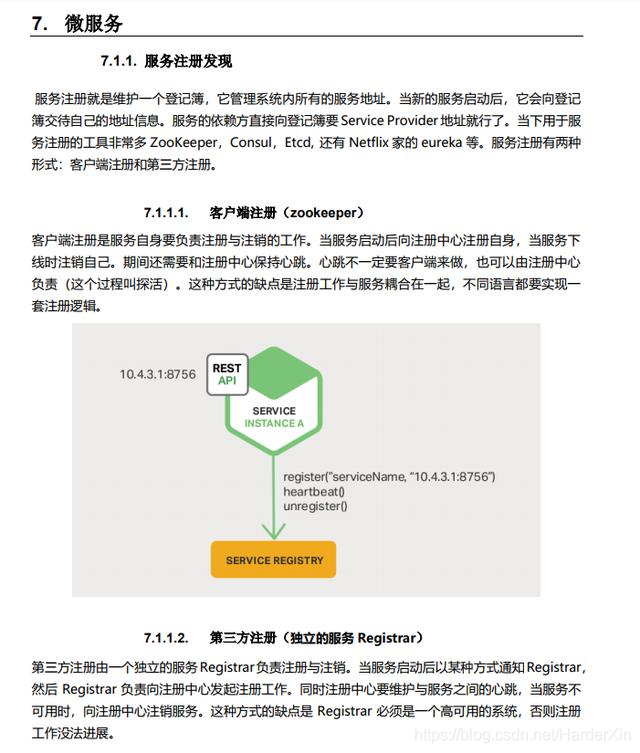 7. 微服务
7.1.1. 服务注册发现
服务注册就是维护一个登记簿，它管理系统内所有的服务地址。当新的服务启动后，它会向登记
簿交待自己的地址信息。服务的依赖方直接向登记簿要 Service Provider 地址就行了。当下用于服
务注册的工具非常多 ZooKeeper，Consul，Etcd, 还有 Netflix 家的 eureka 等。服务注册有两种
形式：客户端注册和第三方注册。
7.1.1.1. 客户端注册（zookeeper）
客户端注册是服务自身要负责注册与注销的工作。当服务启动后向注册中心注册自身，当服务下
线时注销自己。期间还需要和注册中心保持心跳。心跳不一定要客户端来做，也可以由注册中心
负责（这个过程叫探活）。这种方式的缺点是注册工作与服务耦合在一起，不同语言都要实现一
套注册逻辑。
10.4.3.1:8756
REST
API
SERVICE
INSTANCE A
register("serviceName, "10.4.3.1:8756")
heartbeat()
unregister()
SERVICE REGISTRY
7.1.1.2. 第三方注册（独立的服务 Registrar）
第三方注册由一个独立的服务Registrar负责注册与注销。当服务启动后以某种方式通知Registrar，
然后 Registrar 负责向注册中心发起注册工作。同时注册中心要维护与服务之间的心跳，当服务不
可用时，向注册中心注销服务。这种方式的缺点是 Registrar 必须是一个高可用的系统，否则注册
工作没法进展。
https://blog.csdn.net/HarderXin